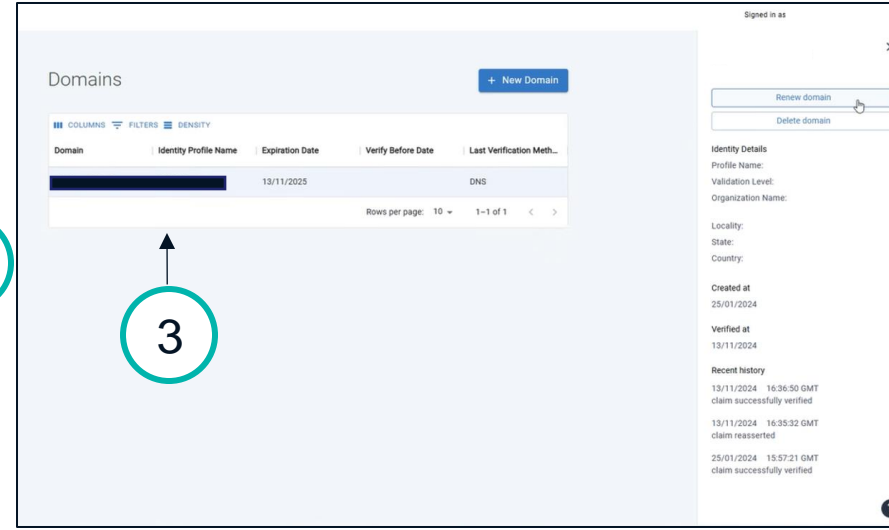 Signed in as
Domains
+ New Domain
COLUMNS FILTERS DENSITY
Domain Identity Profile Name Expiration Date Verify Before Date Last Verification Meth...
13/11/2025 DNS
Rows per page: 10 1–1 of 1
3
Renew domain
Delete domain
Identity Details
Profile Name:
Validation Level:
Organization Name:
Locality:
State:
Country:
Created at
25/01/2024
Verified at
13/11/2024
Recent history
13/11/2024 16:36:50 GMT
claim successfully verified
13/11/2024 16:35:32 GMT
claim reasserted
25/01/2024 15:57:21 GMT
claim successfully verified